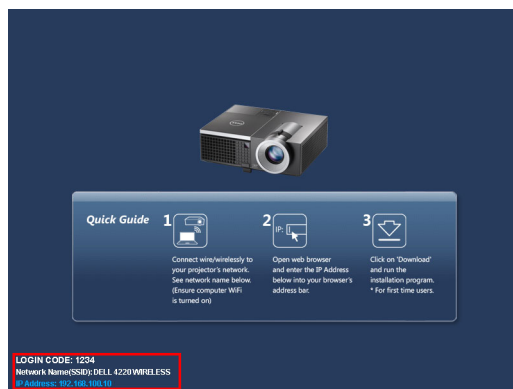 Quick Guide
1
Connect wire/wirelessly to
your projector's network.
See network name below.
(Ensure computer WiFi
is turned on)
2
IP:
Open web browser
and enter the IP Address
below into your browser's
address bar.
3
Click on 'Download'
and run the
installation program.
* For first time users.
LOGIN CODE: 1234
Network Name(SSID): DELL 4220 WIRELESS
IP Address: 192.168.100.10